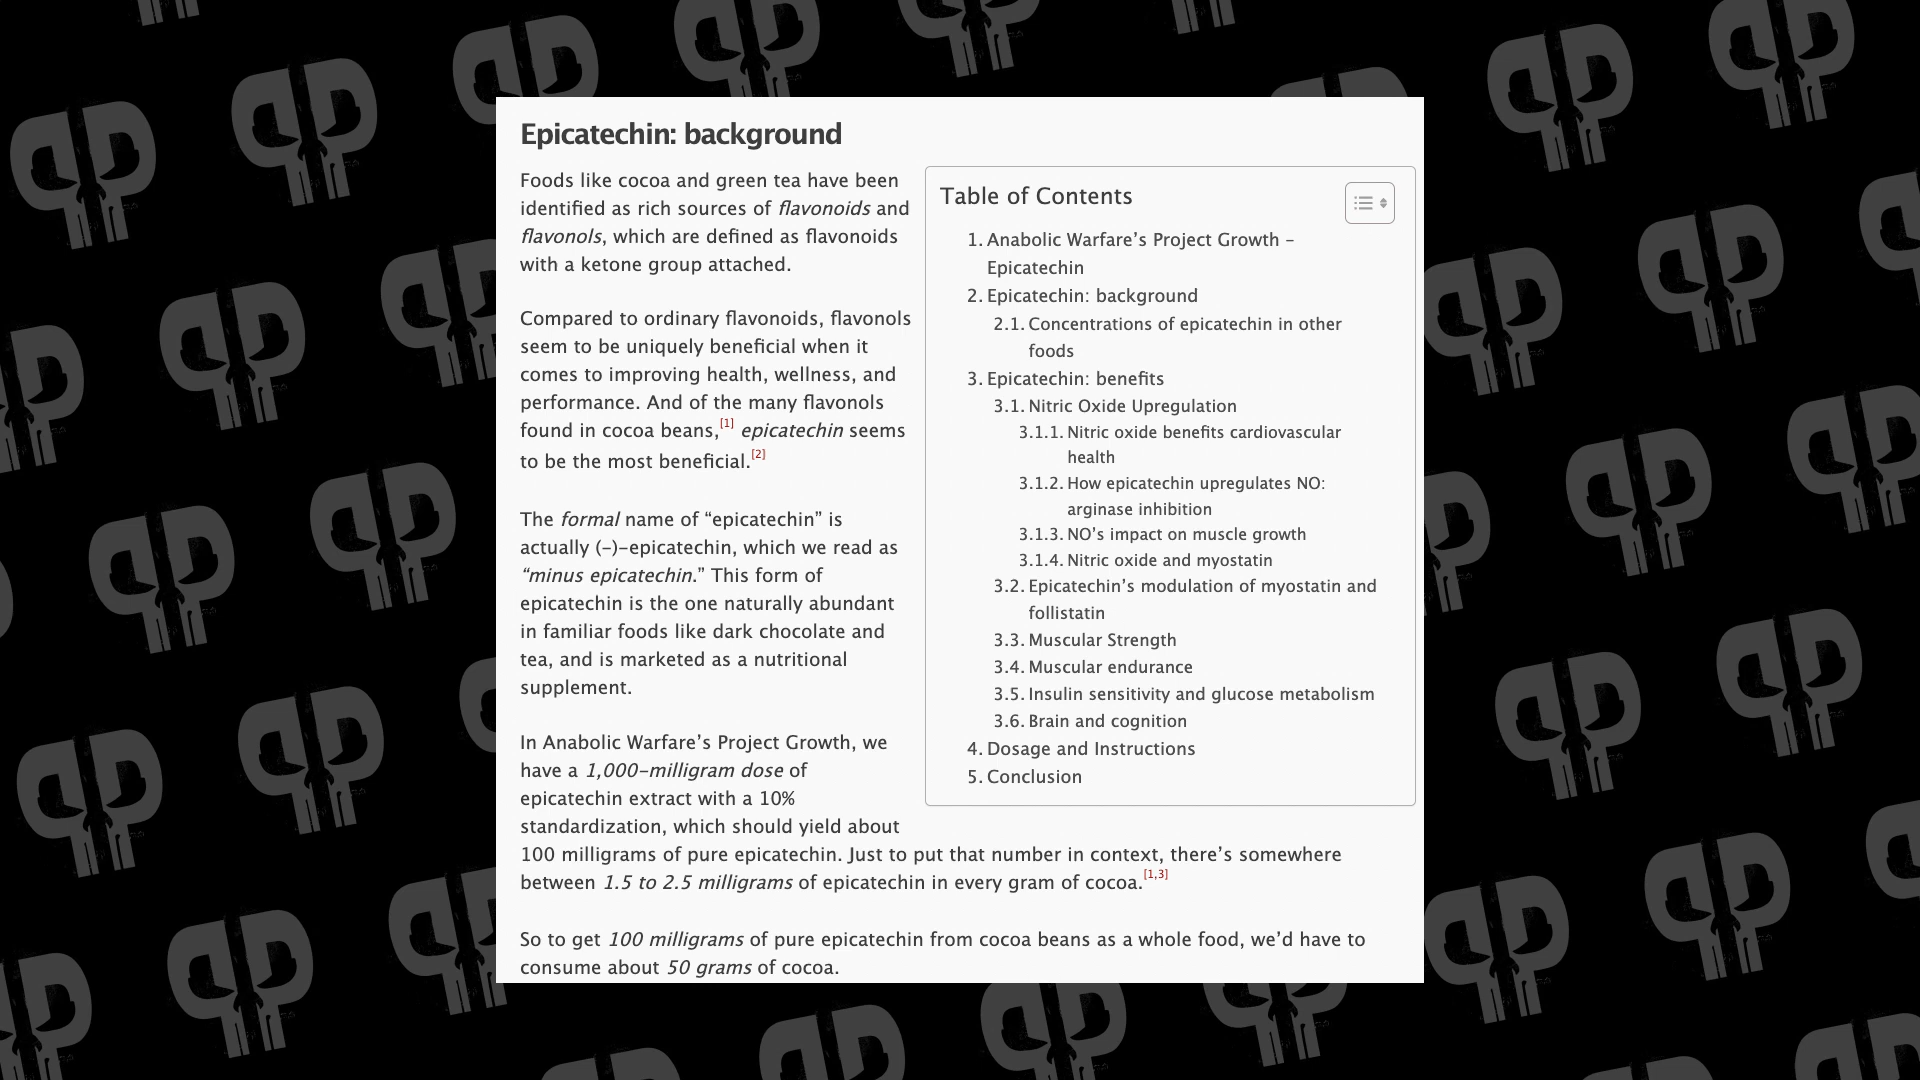 Epicatechin: background
Foods like cocoa and green tea have been
identified as rich sources of flavonoids and
flavonols, which are defined as flavonoids
with a ketone group attached.
Compared to ordinary flavonoids, flavonols
seem to be uniquely beneficial when it
comes to improving health, wellness, and
performance. And of the many flavonols
found in cocoa beans,[1] epicatechin seems
to be the most beneficial.[2]
The formal name of “epicatechin” is
actually (–)–epicatechin, which we read as
“minus epicatechin.” This form of
epicatechin is the one naturally abundant
in familiar foods like dark chocolate and
tea, and is marketed as a nutritional
supplement.
In Anabolic Warfare’s Project Growth, we
have a 1,000–milligram dose of
epicatechin extract with a 10%
standardization, which should yield about
100 milligrams of pure epicatechin. Just to put that number in context, there’s somewhere
between 1.5 to 2.5 milligrams of epicatechin in every gram of cocoa.[1,3]
So to get 100 milligrams of pure epicatechin from cocoa beans as a whole food, we’d have to
consume about 50 grams of cocoa.
Table of Contents
1. Anabolic Warfare’s Project Growth –
Epicatechin
2. Epicatechin: background
2.1. Concentrations of epicatechin in other
foods
3. Epicatechin: benefits
3.1. Nitric Oxide Upregulation
3.1.1. Nitric oxide benefits cardiovascular
health
3.1.2. How epicatechin upregulates NO:
arginase inhibition
3.1.3. NO’s impact on muscle growth
3.1.4. Nitric oxide and myostatin
3.2. Epicatechin’s modulation of myostatin and
follistatin
3.3. Muscular Strength
3.4. Muscular endurance
3.5. Insulin sensitivity and glucose metabolism
3.6. Brain and cognition
4. Dosage and Instructions
5. Conclusion